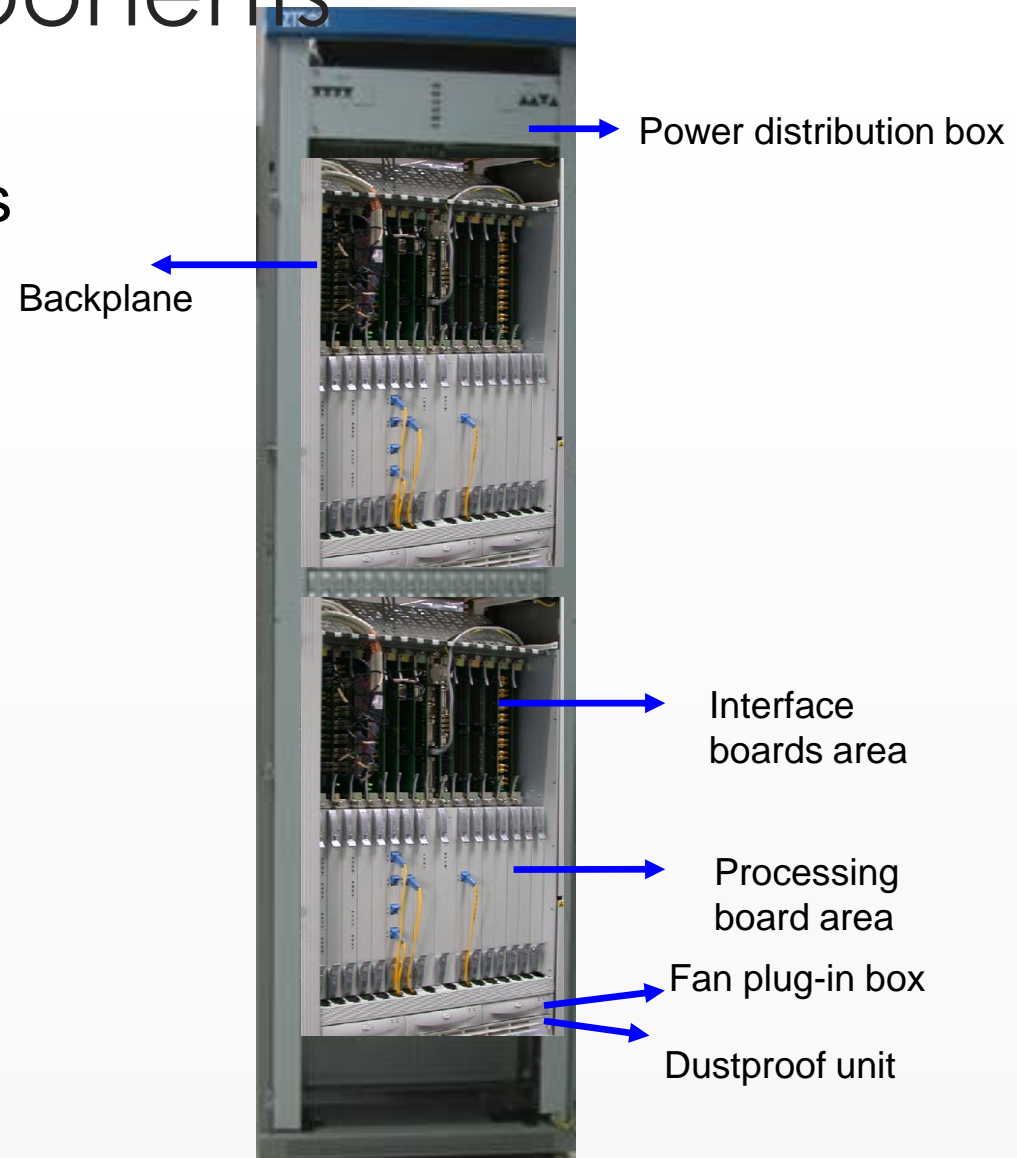 Power distribution box
Backplane
Interface
boards area
Processing
board area
Fan plug-in box
Dustproof unit